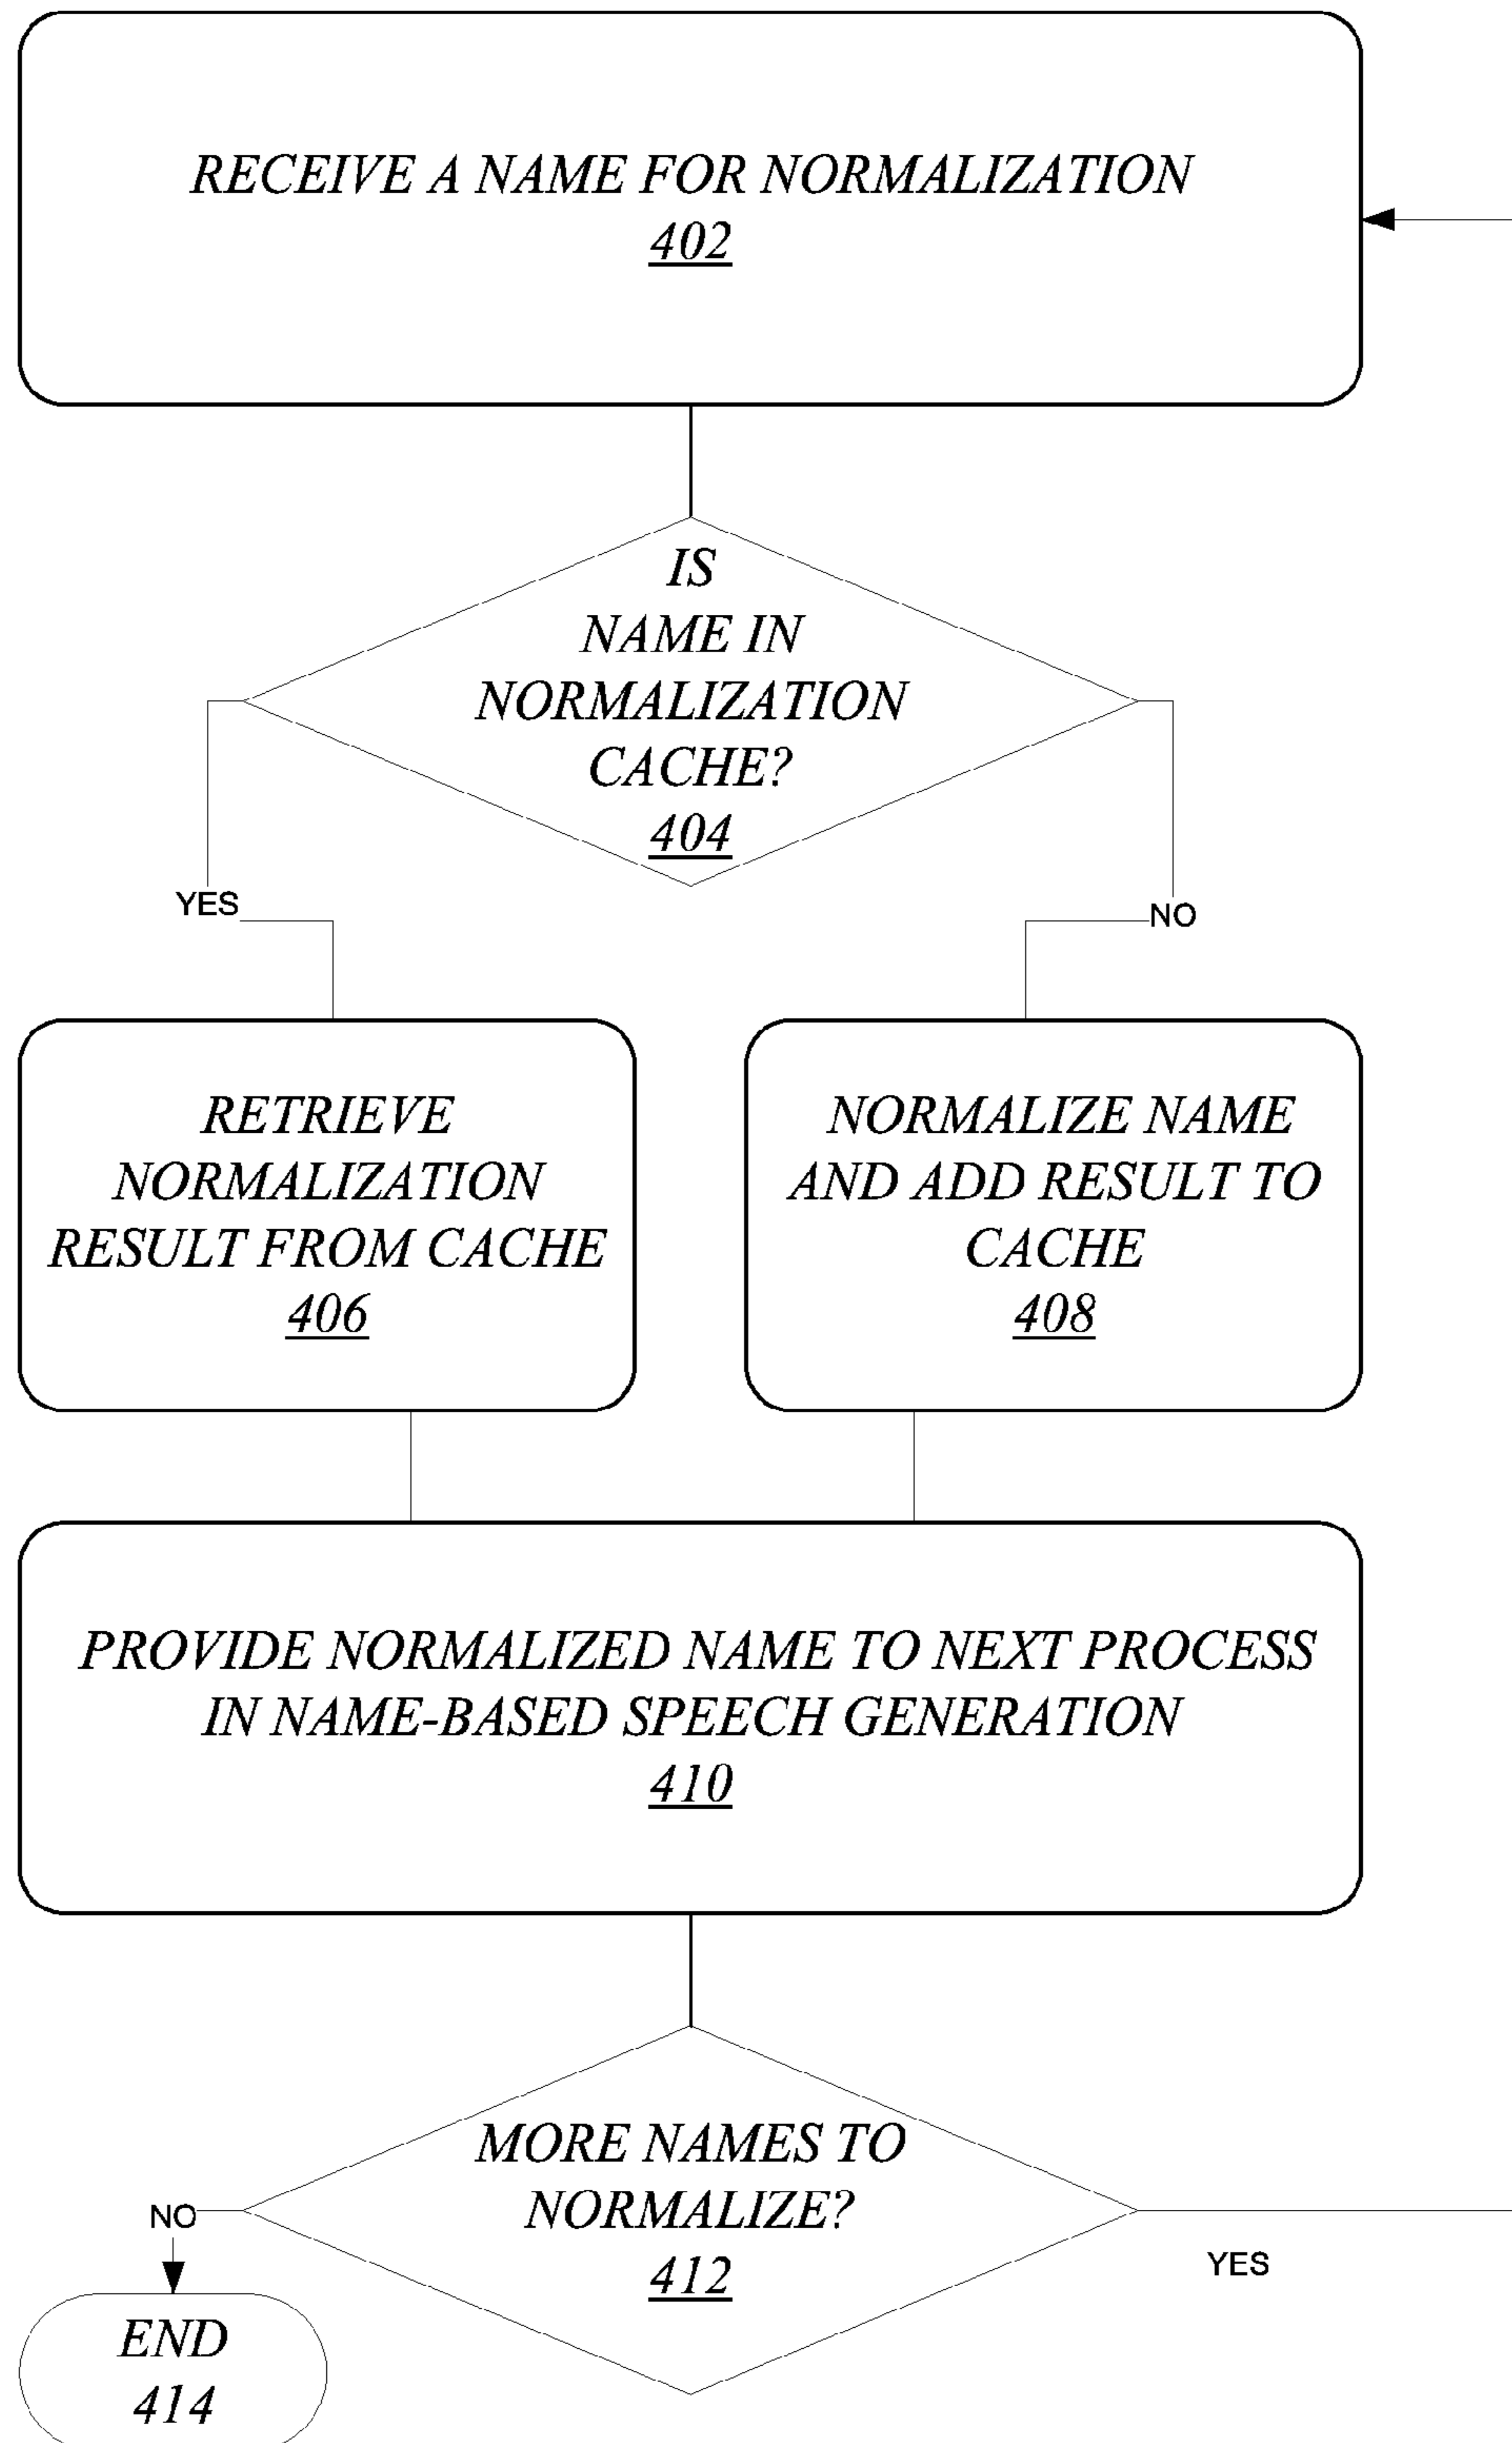 RECEIVE A NAME FOR NORMALIZATION
402
IS
NAME IN
NORMALIZATION
CACHE?
404
YES
NO
RETRIEVE
NORMALIZATION
RESULT FROM CACHE
406
NORMALIZE NAME
AND ADD RESULT TO
CACHE
408
PROVIDE NORMALIZED NAME TO NEXT PROCESS
IN NAME-BASED SPEECH GENERATION
410
MORE NAMES TO
NORMALIZE?
412
NO
YES
END
414